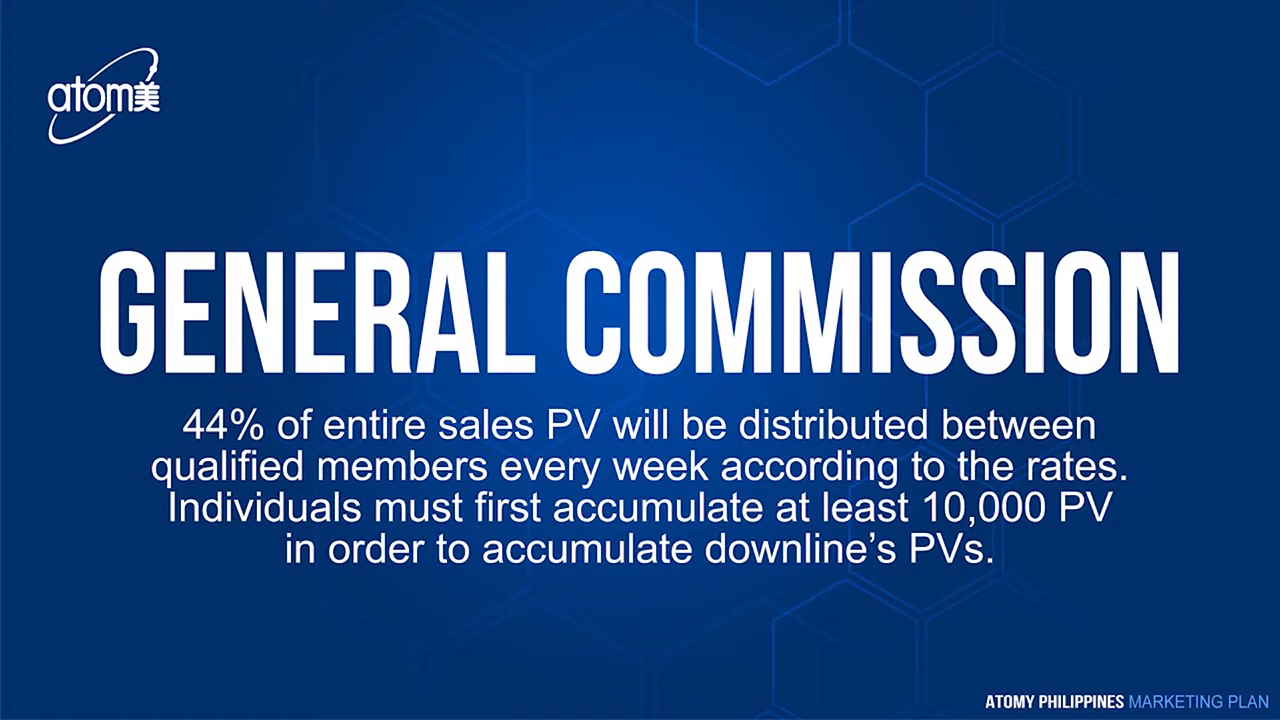 atom美
GENERAL COMMISSION
44% of entire sales PV will be distributed between
qualified members every week according to the rates.
Individuals must first accumulate at least 10,000 PV
in order to accumulate downline’s PVs.
ATOMY PHILIPPINES MARKETING PLAN